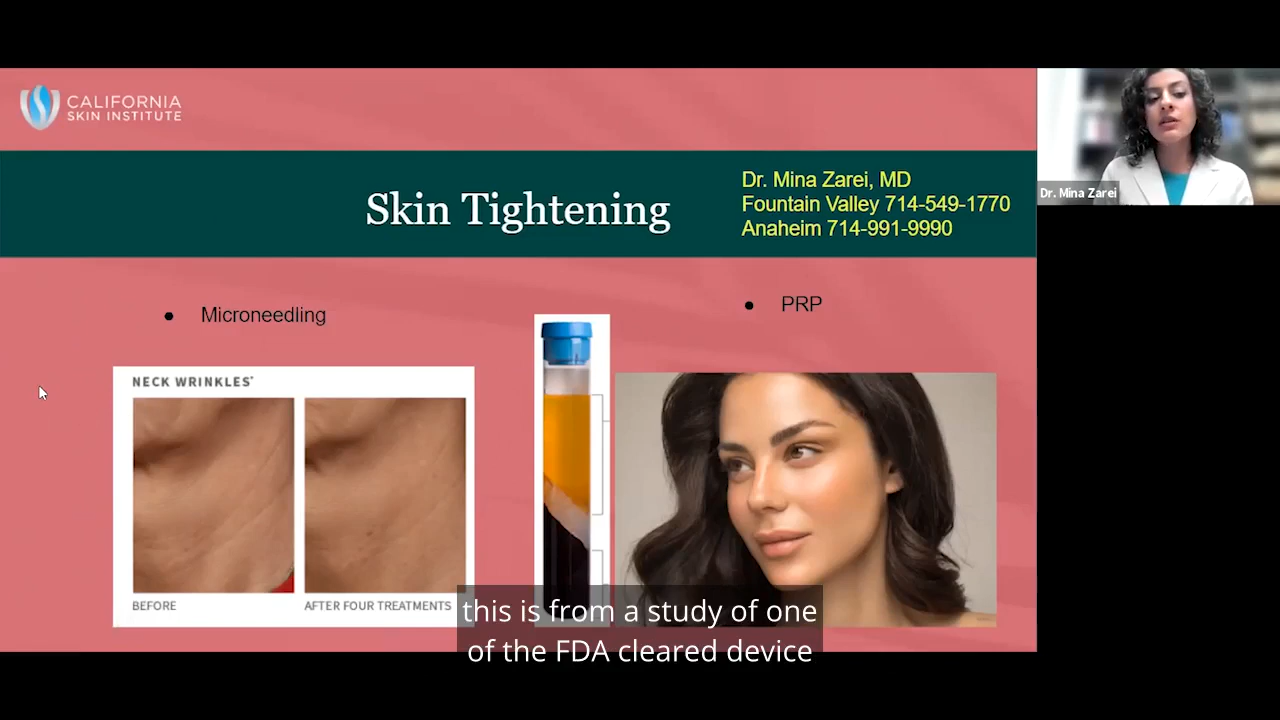 CALIFORNIA
SKIN INSTITUTE
Skin Tightening
Dr. Mina Zarei, MD
Fountain Valley 714-549-1770
Anaheim 714-991-9990
Dr. Mina Zarei
● Microneedling
● PRP
NECK WRINKLES*
BEFORE
AFTER FOUR TREATMENTS
this is from a study of one
of the FDA cleared device